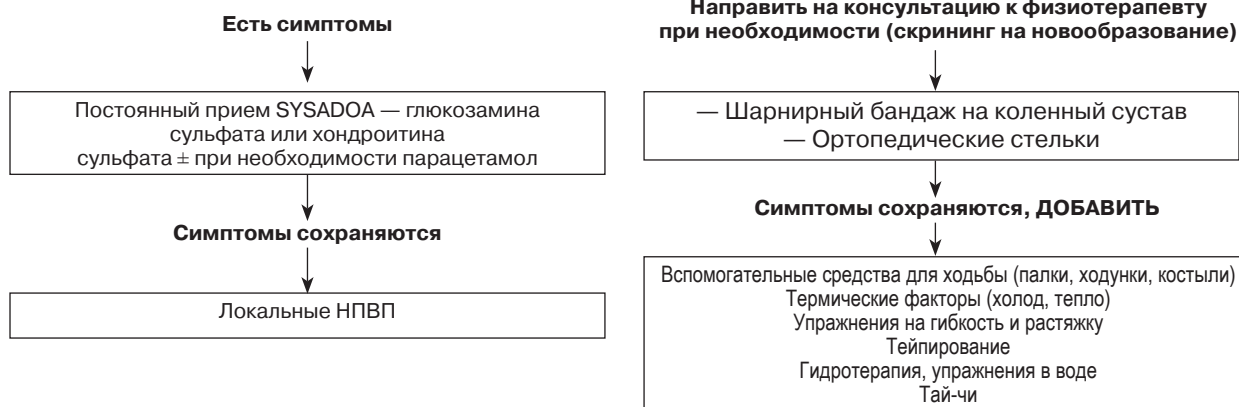 Есть симптомы
Постоянный прием SYSADOA — глюкозамина
сульфата или хондроитина
сульфата ± при необходимости парацетамол
Симптомы сохраняются
Локальные НПВП
Направить на консультацию к физиотерапевту
при необходимости (скрининг на новообразование)
— Шарнирный бандаж на коленный сустав
— Ортопедические стельки
Симптомы сохраняются, ДОБАВИТЬ
Вспомогательные средства для ходьбы (палки, ходунки, костыли)
Термические факторы (холод, тепло)
Упражнения на гибкость и растяжку
Тейпирование
Гидротерапия, упражнения в воде
Тай-чи